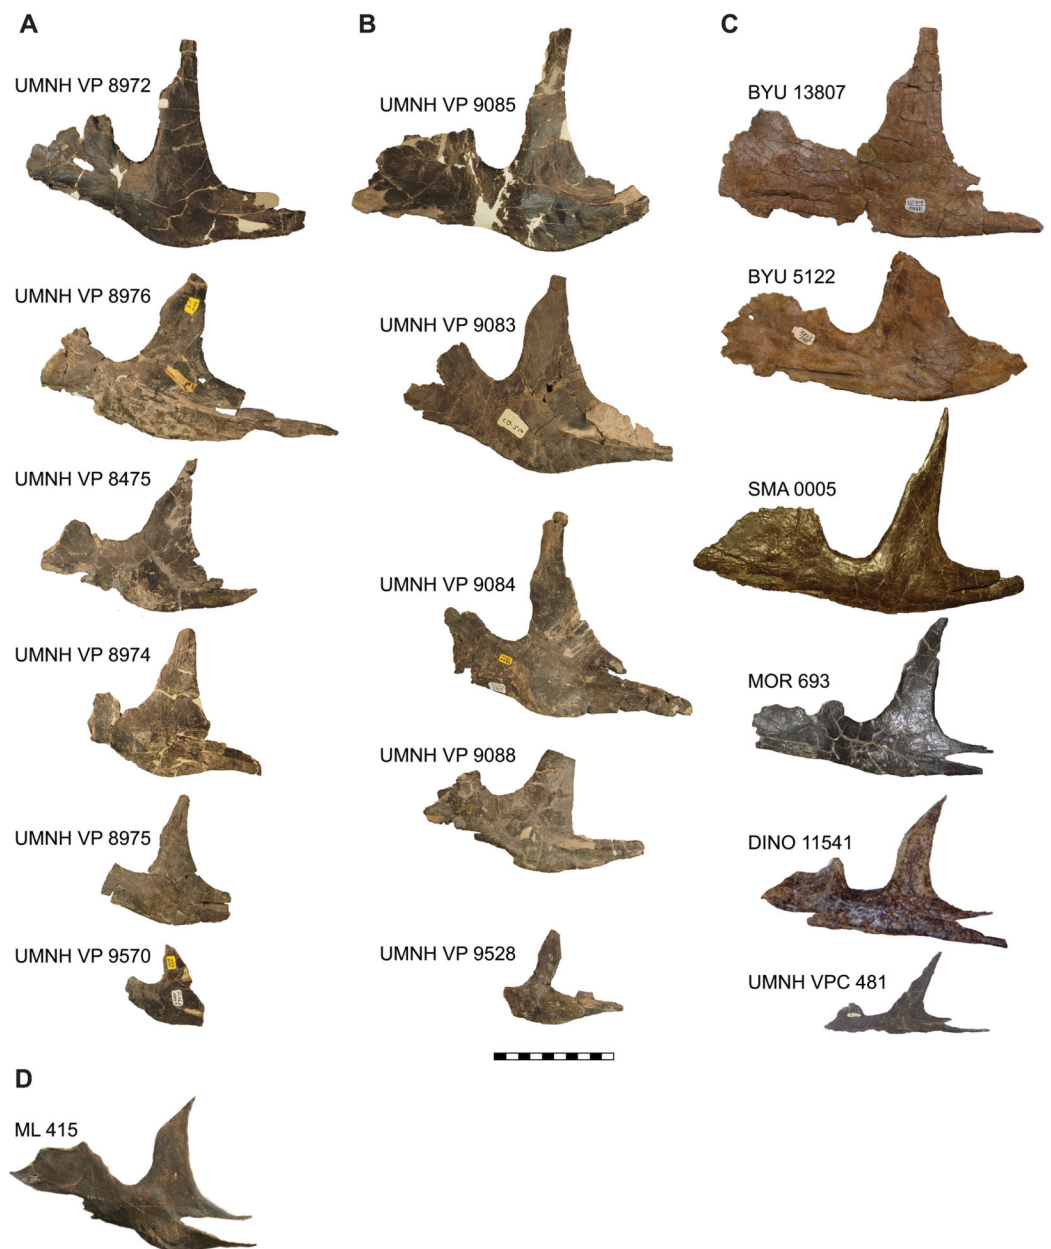 A
UMNH VP 8972
UMNH VP 8976
UMNH VP 8475
UMNH VP 8974
UMNH VP 8975
UMNH VP 9570
B
UMNH VP 9085
UMNH VP 9083
UMNH VP 9084
UMNH VP 9088
UMNH VP 9528
C
BYU 13807
BYU 5122
SMA 0005
MOR 693
DINO 11541
UMNH VPC 481
D
ML 415